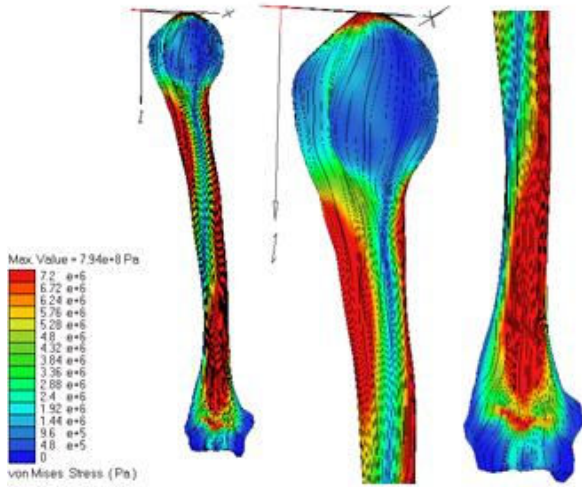 x
X
Max. Value = 7.94e+8 Pa
7.2 e+6
6.72 e+6
6.24 e+6
5.76 e+6
5.28 e+6
4.8 e+6
4.32 e+6
3.84 e+6
3.36 e+6
2.88 e+6
2.4 e+6
1.92 e+6
1.44 e+6
9.6 e+5
4.8 e+5
0
von Mises Stress (Pa)